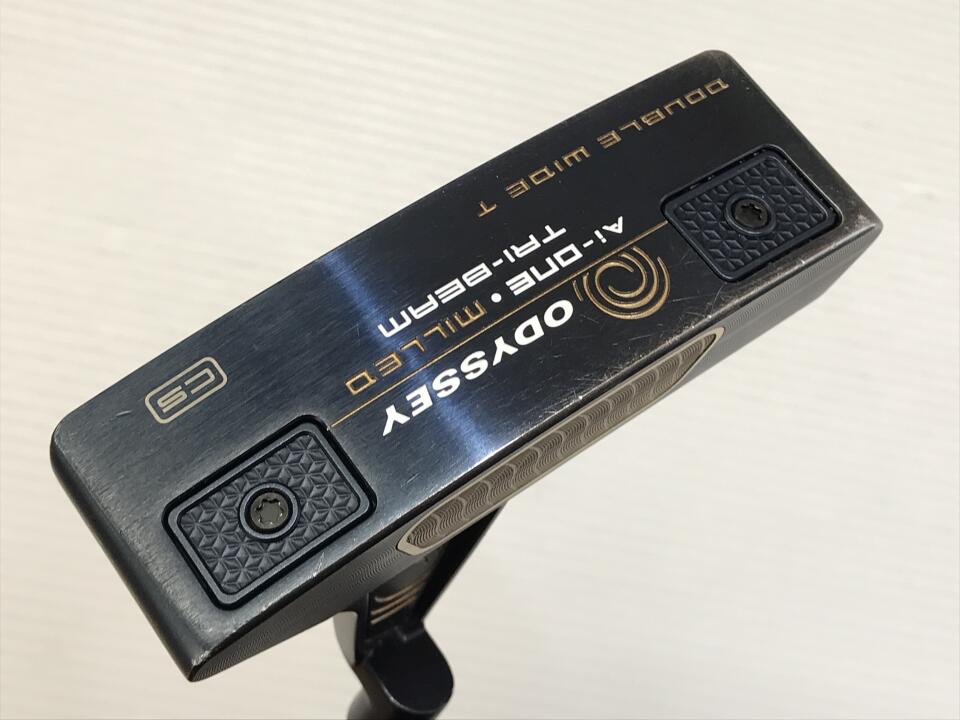 ODYSSEY
Ai-ONE • MILLED
TRI-BEAM
DOUBLE WIDE T
CS